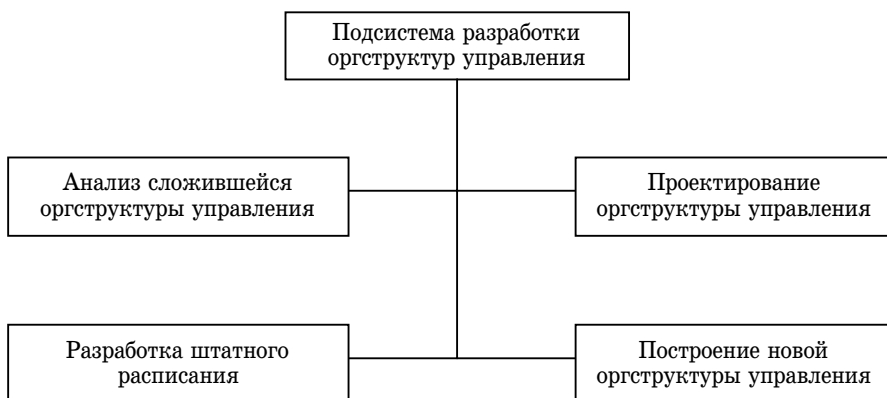 Подсистема разработки
оргструктур управления
Анализ сложившейся
оргструктуры управления
Проектирование
оргструктуры управления
Разработка штатного
расписания
Построение новой
оргструктуры управления